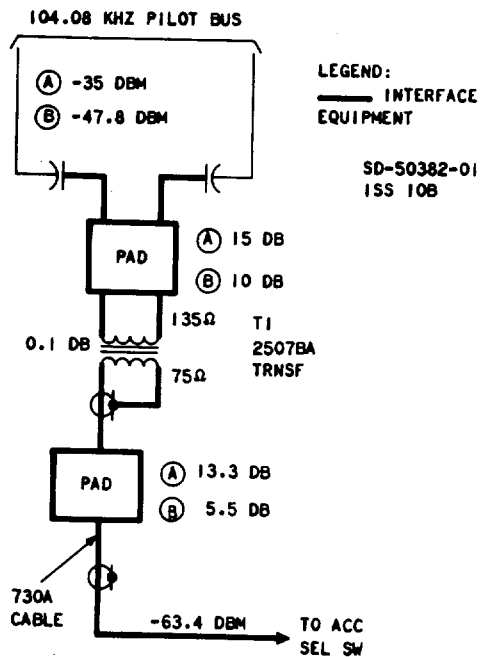 104.08 KHZ PILOT BUS
A -35 DBM
B -47.8 DBM
LEGEND:
INTERFACE
EQUIPMENT
SD-50382-01
ISS 10B
PAD
A 15 DB
B 10 DB
135Ω
0.1 DB
75Ω
T1
2507BA
TRNSF
PAD
A 13.3 DB
B 5.5 DB
730A
CABLE
-63.4 DBM
TO ACC
SEL SW